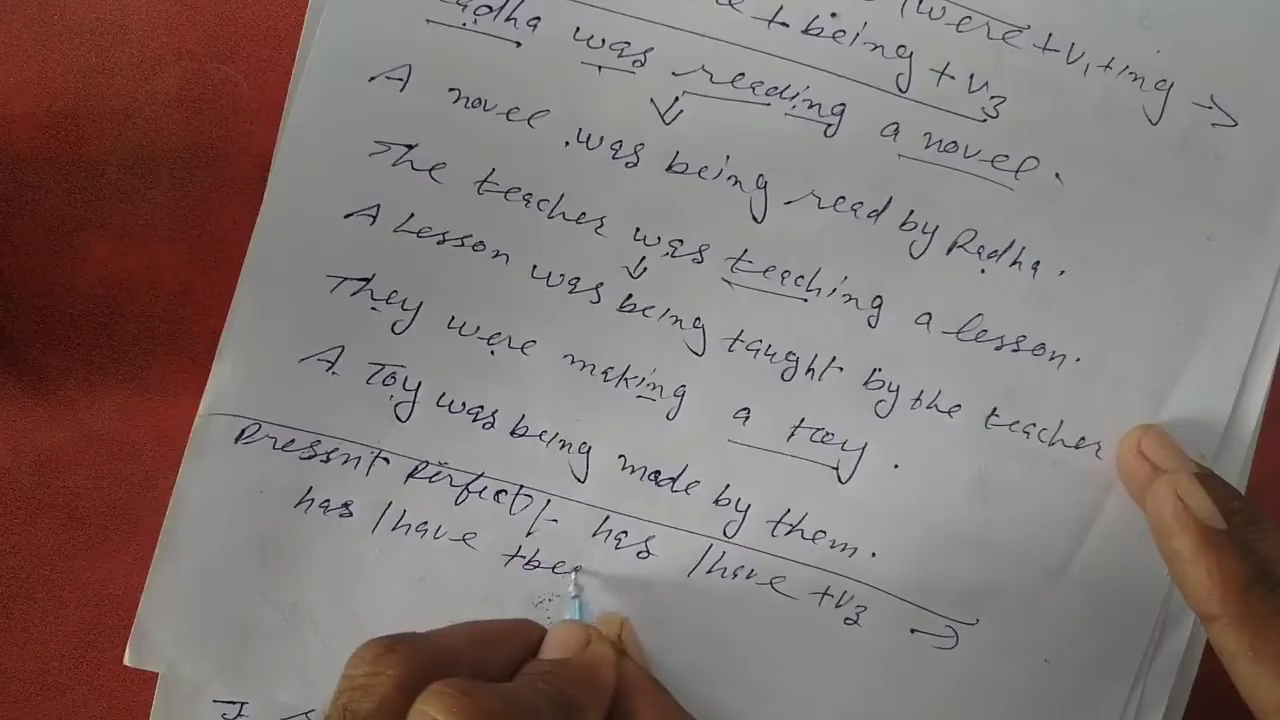 /were + v1 + ing →
+ being + v3
Radha was reading a novel.
A novel was being read by Radha.
The teacher was teaching a lesson.
A Lesson was being taught by the teacher
They were making a toy.
A Toy was being made by them.
Present Perfect/- has /have + v3 →
has /have + bee